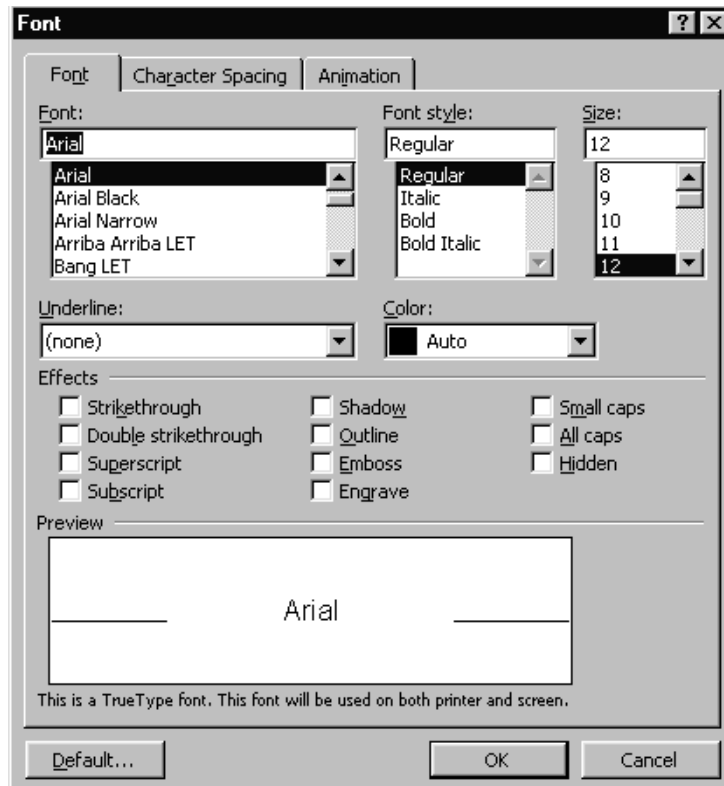 Font
Font Character Spacing Animation
Font: Font style: Size:
Arial Regular 12
Arial Regular 8
Arial Black Italic 9
Arial Narrow Bold 10
Arriba Arriba LET Bold Italic 11
Bang LET 12
Underline: Color:
(none) Auto
Effects
Strikethrough Shadow Small caps
Double strikethrough Outline All caps
Superscript Emboss Hidden
Subscript Engrave
Preview
Arial
This is a TrueType font. This font will be used on both printer and screen.
Default... OK Cancel